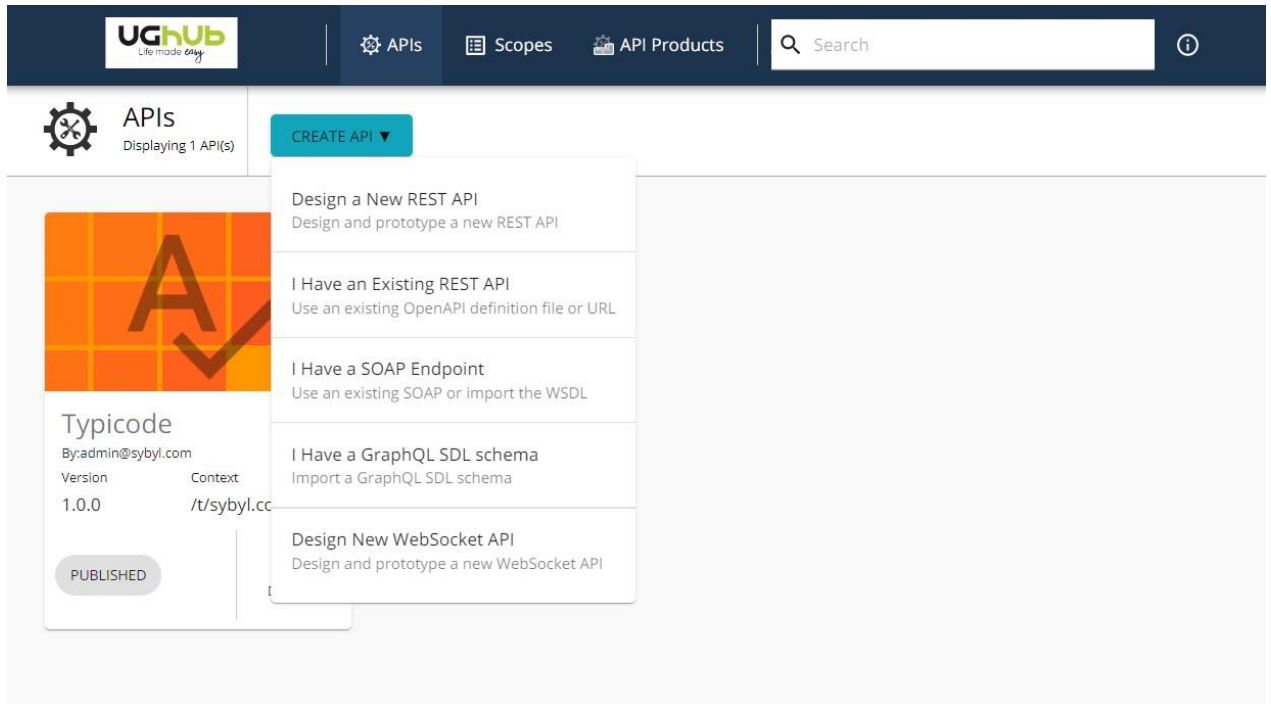 UGhUb
Life made easy
APIs
Scopes
API Products
Search
APIs
Displaying 1 API(s)
CREATE API ▼
Design a New REST API
Design and prototype a new REST API
I Have an Existing REST API
Use an existing OpenAPI definition file or URL
I Have a SOAP Endpoint
Use an existing SOAP or import the WSDL
I Have a GraphQL SDL schema
Import a GraphQL SDL schema
Design New WebSocket API
Design and prototype a new WebSocket API
A
Typicode
By:admin@sybyl.com
Version Context
1.0.0 /t/sybyl.cc
PUBLISHED